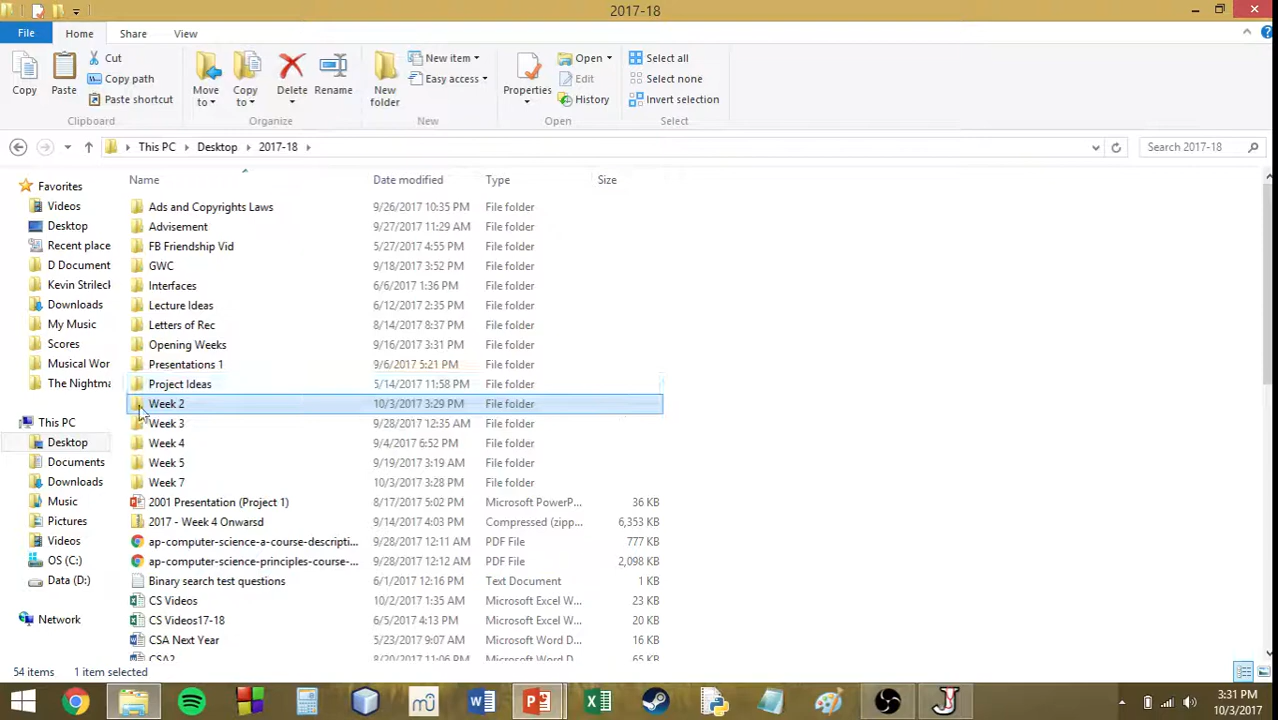 2017-18
File Home Share View
Copy Paste Cut Copy path Paste shortcut Move to Copy to Delete Rename New folder New item Easy access Properties Open Edit History Select all Select none Invert selection
Clipboard Organize New Open Select
This PC Desktop 2017-18 Search 2017-18
Name Date modified Type Size
Favorites
Videos
Desktop
Recent place
D Document
Kevin Strileck
Downloads
My Music
Scores
Musical Wor
The Nightma
This PC
Desktop
Documents
Downloads
Music
Pictures
Videos
OS (C:)
Data (D:)
Network
Ads and Copyrights Laws 9/26/2017 10:35 PM File folder
Advisement 9/27/2017 11:29 AM File folder
FB Friendship Vid 5/27/2017 4:55 PM File folder
GWC 9/18/2017 3:52 PM File folder
Interfaces 6/6/2017 1:36 PM File folder
Lecture Ideas 6/12/2017 2:35 PM File folder
Letters of Rec 8/14/2017 8:37 PM File folder
Opening Weeks 9/16/2017 3:31 PM File folder
Presentations 1 9/6/2017 5:21 PM File folder
Project Ideas 5/14/2017 11:58 PM File folder
Week 2 10/3/2017 3:29 PM File folder
Week 3 9/28/2017 12:35 AM File folder
Week 4 9/4/2017 6:52 PM File folder
Week 5 9/19/2017 3:19 AM File folder
Week 7 10/3/2017 3:28 PM File folder
2001 Presentation (Project 1) 8/17/2017 5:02 PM Microsoft PowerP... 36 KB
2017 - Week 4 Onwarsd 9/14/2017 4:03 PM Compressed (zipp... 6,353 KB
ap-computer-science-a-course-descripti... 9/28/2017 12:11 AM PDF File 777 KB
ap-computer-science-principles-course-... 9/28/2017 12:12 AM PDF File 2,098 KB
Binary search test questions 6/1/2017 12:16 PM Text Document 1 KB
CS Videos 10/2/2017 1:35 AM Microsoft Excel W... 23 KB
CS Videos17-18 6/5/2017 4:13 PM Microsoft Excel W... 20 KB
CSA Next Year 5/23/2017 9:07 AM Microsoft Word D... 16 KB
CSA2 8/20/2017 11:06 PM Microsoft Word D... 65 KB
54 items 1 item selected
3:31 PM
10/3/2017